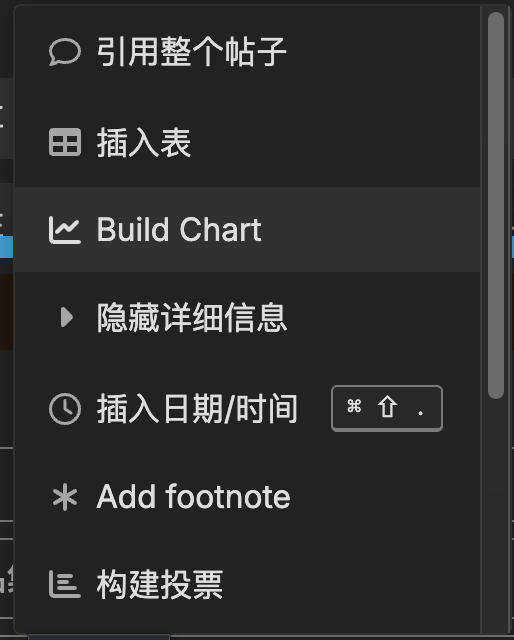 引用整个帖子
插入表
Build Chart
隐藏详细信息
插入日期/时间 ⌘ ⇧ .
Add footnote
构建投票